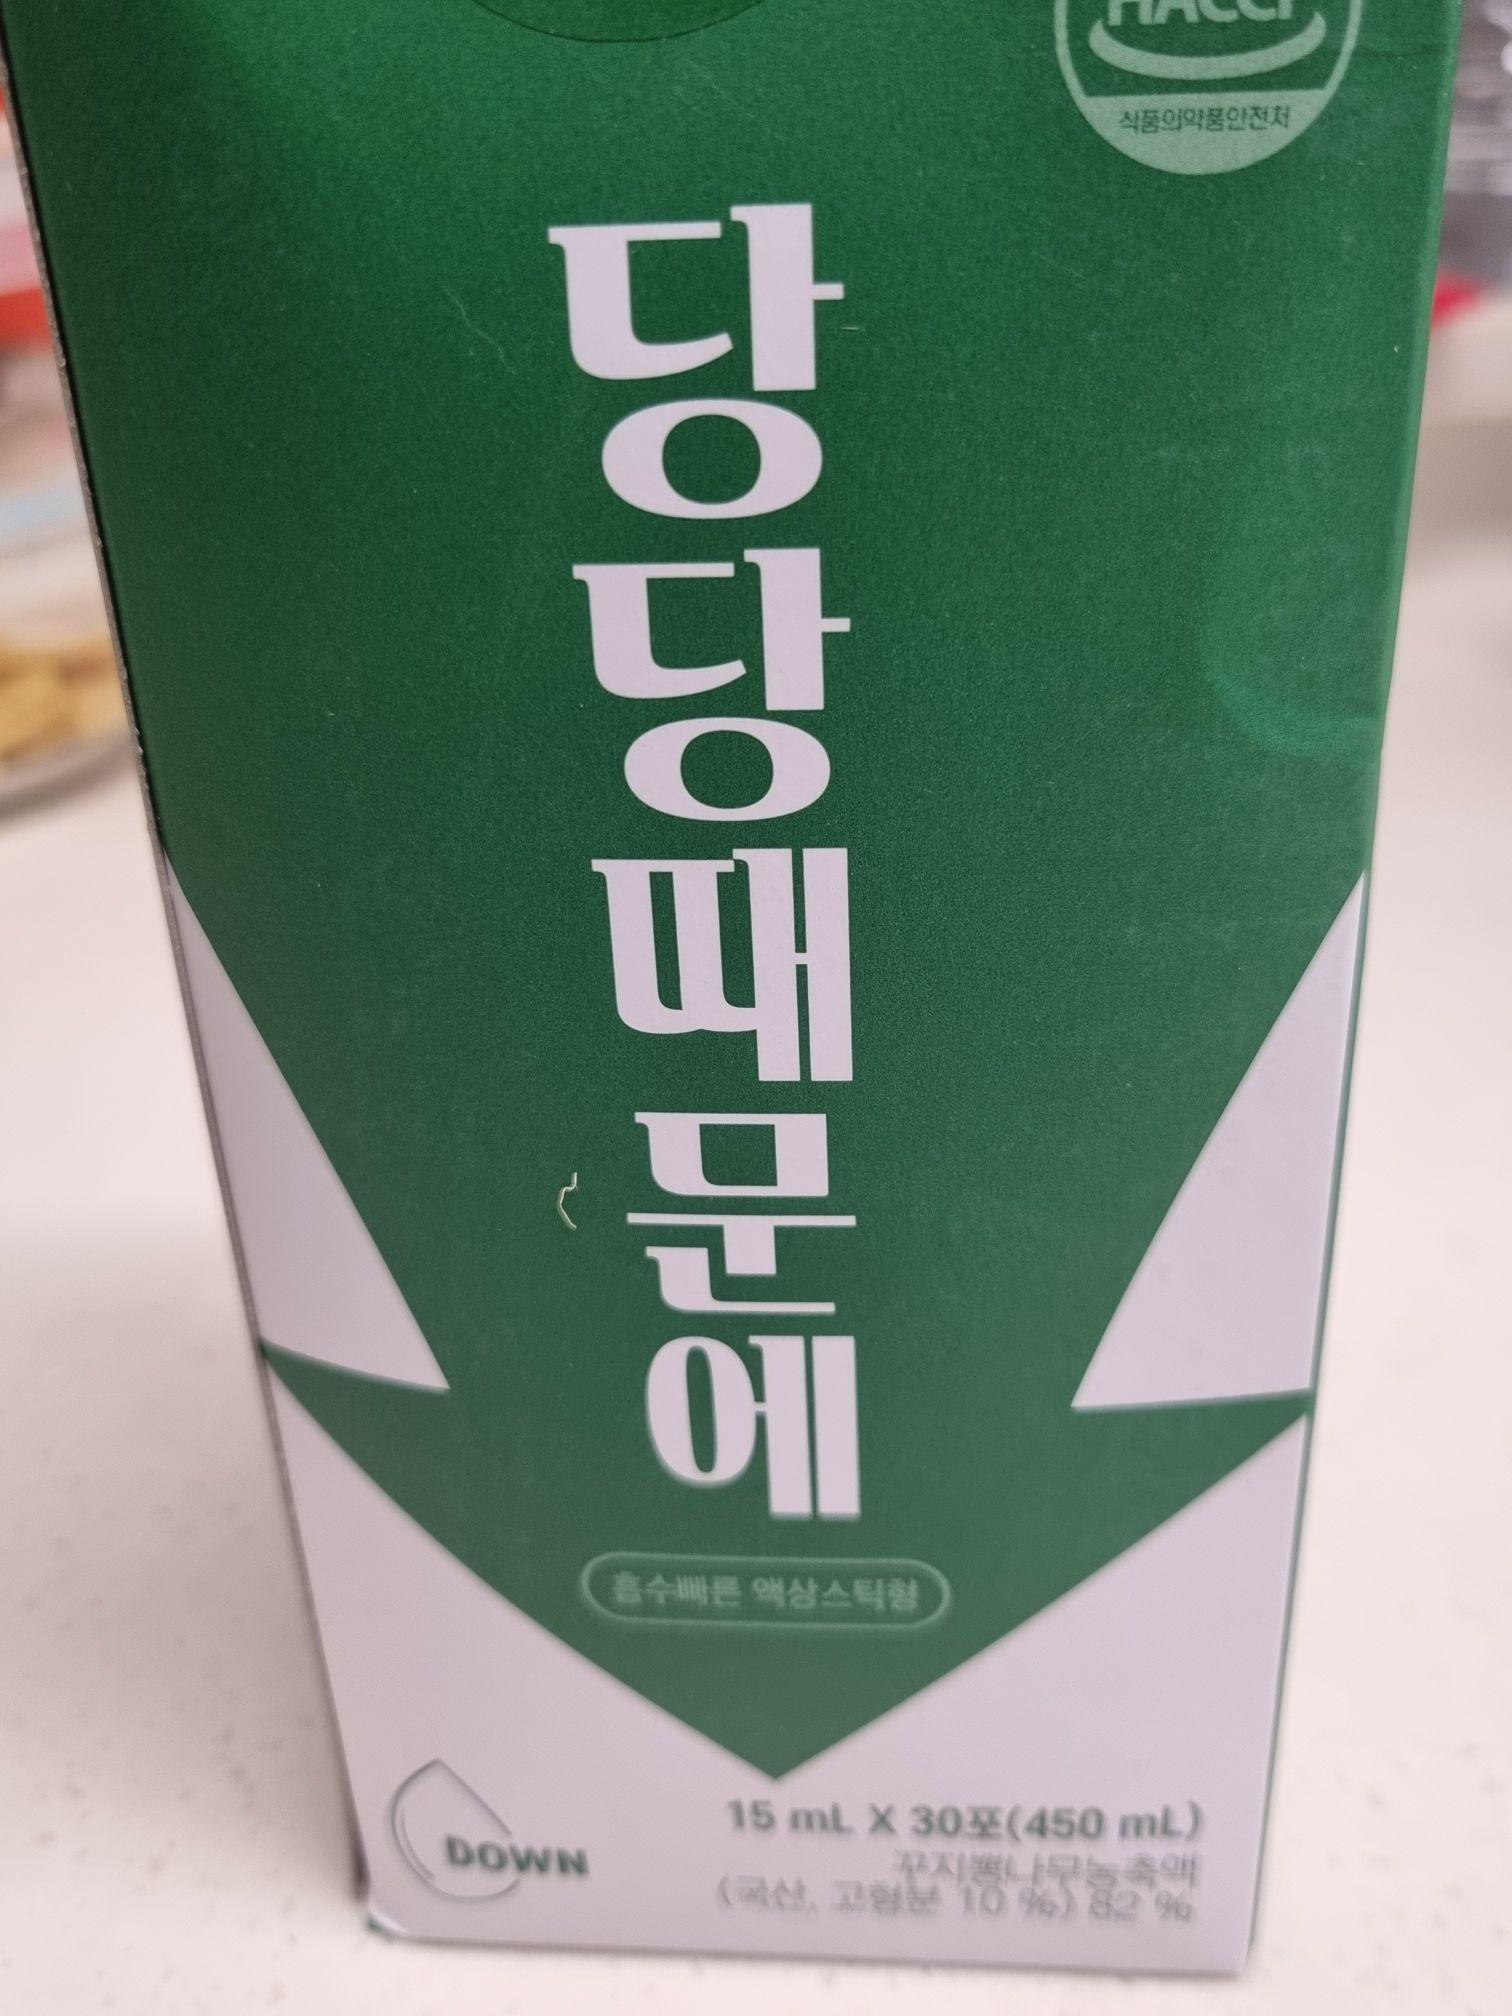 HACCP
식품의약품안전처
당당때문에
흡수빠른 액상스틱형
DOWN
15 mL X 30포(450 mL)
꾸지뽕나무농축액
(국산, 고형분 10 %) 82 %